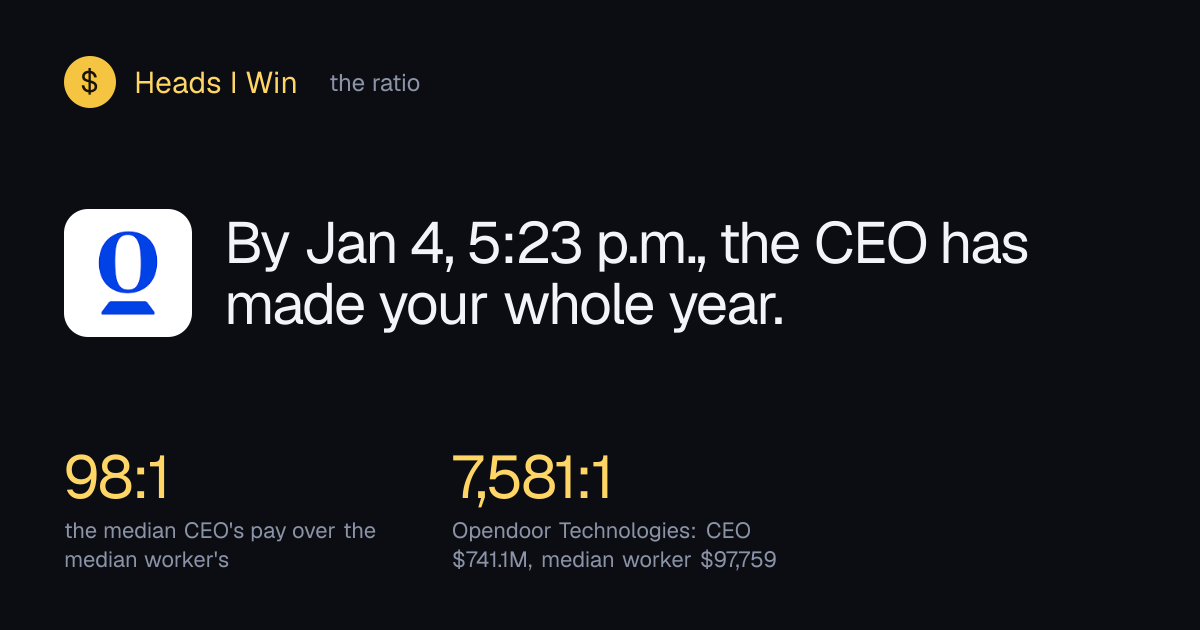 $ Heads I Win the ratio
By Jan 4, 5:23 p.m., the CEO has
made your whole year.
98:1
the median CEO's pay over the
median worker's
7,581:1
Opendoor Technologies: CEO
$741.1M, median worker $97,759